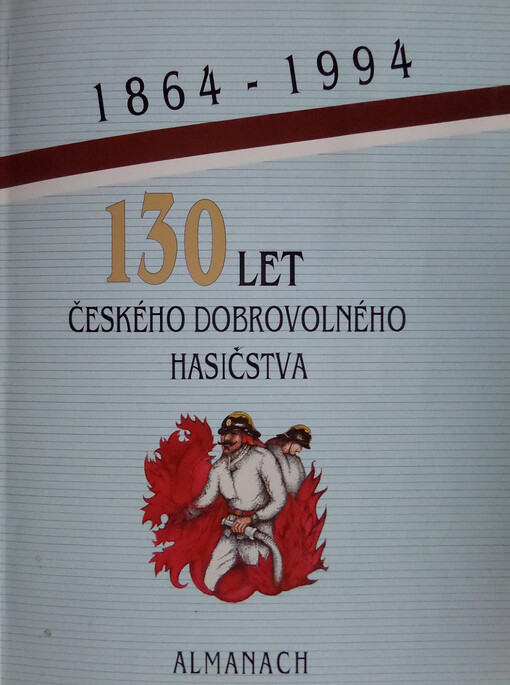 1864 - 1994
130 LET
ČESKÉHO DOBROVOLNÉHO
HASIČSTVA
ALMANACH